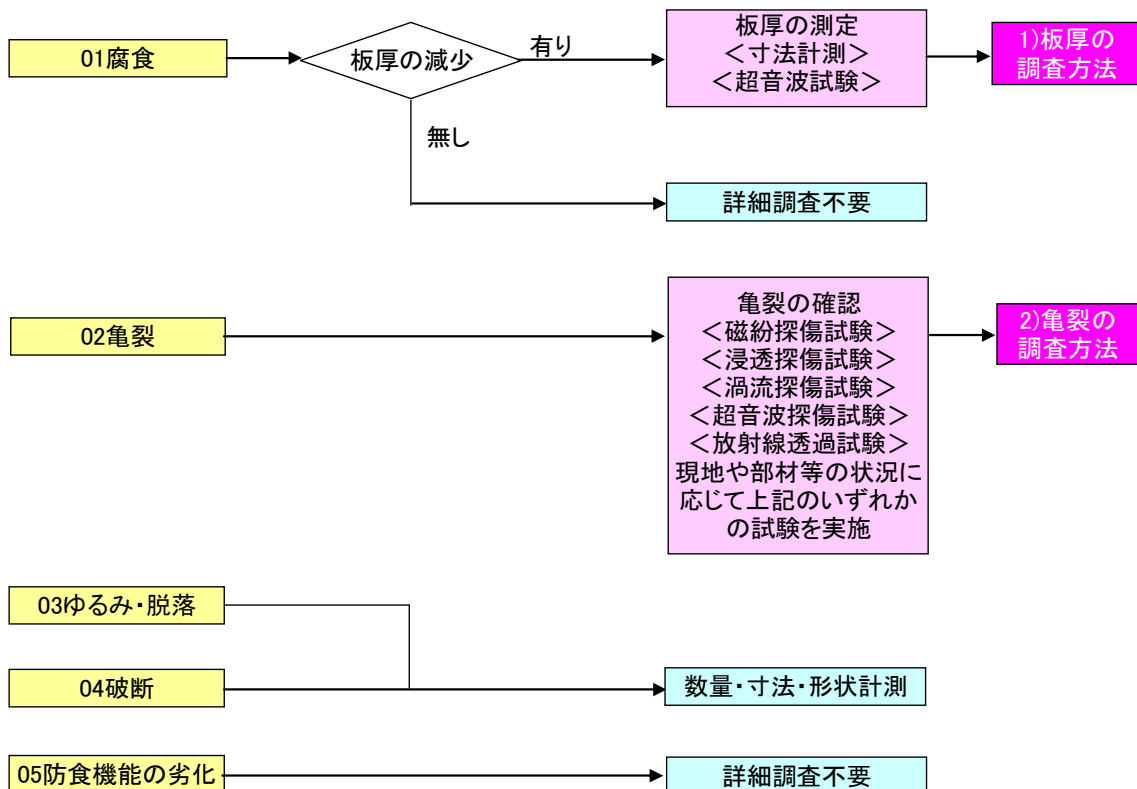 01腐食
板厚の減少
有り
無し
板厚の測定
＜寸法計測＞
＜超音波試験＞
1)板厚の
調査方法
詳細調査不要
02亀裂
亀裂の確認
＜磁紛探傷試験＞
＜浸透探傷試験＞
＜渦流探傷試験＞
＜超音波探傷試験＞
＜放射線透過試験＞
現地や部材等の状況に
応じて上記のいずれか
の試験を実施
2)亀裂の
調査方法
03ゆるみ・脱落
04破断
数量・寸法・形状計測
05防食機能の劣化
詳細調査不要